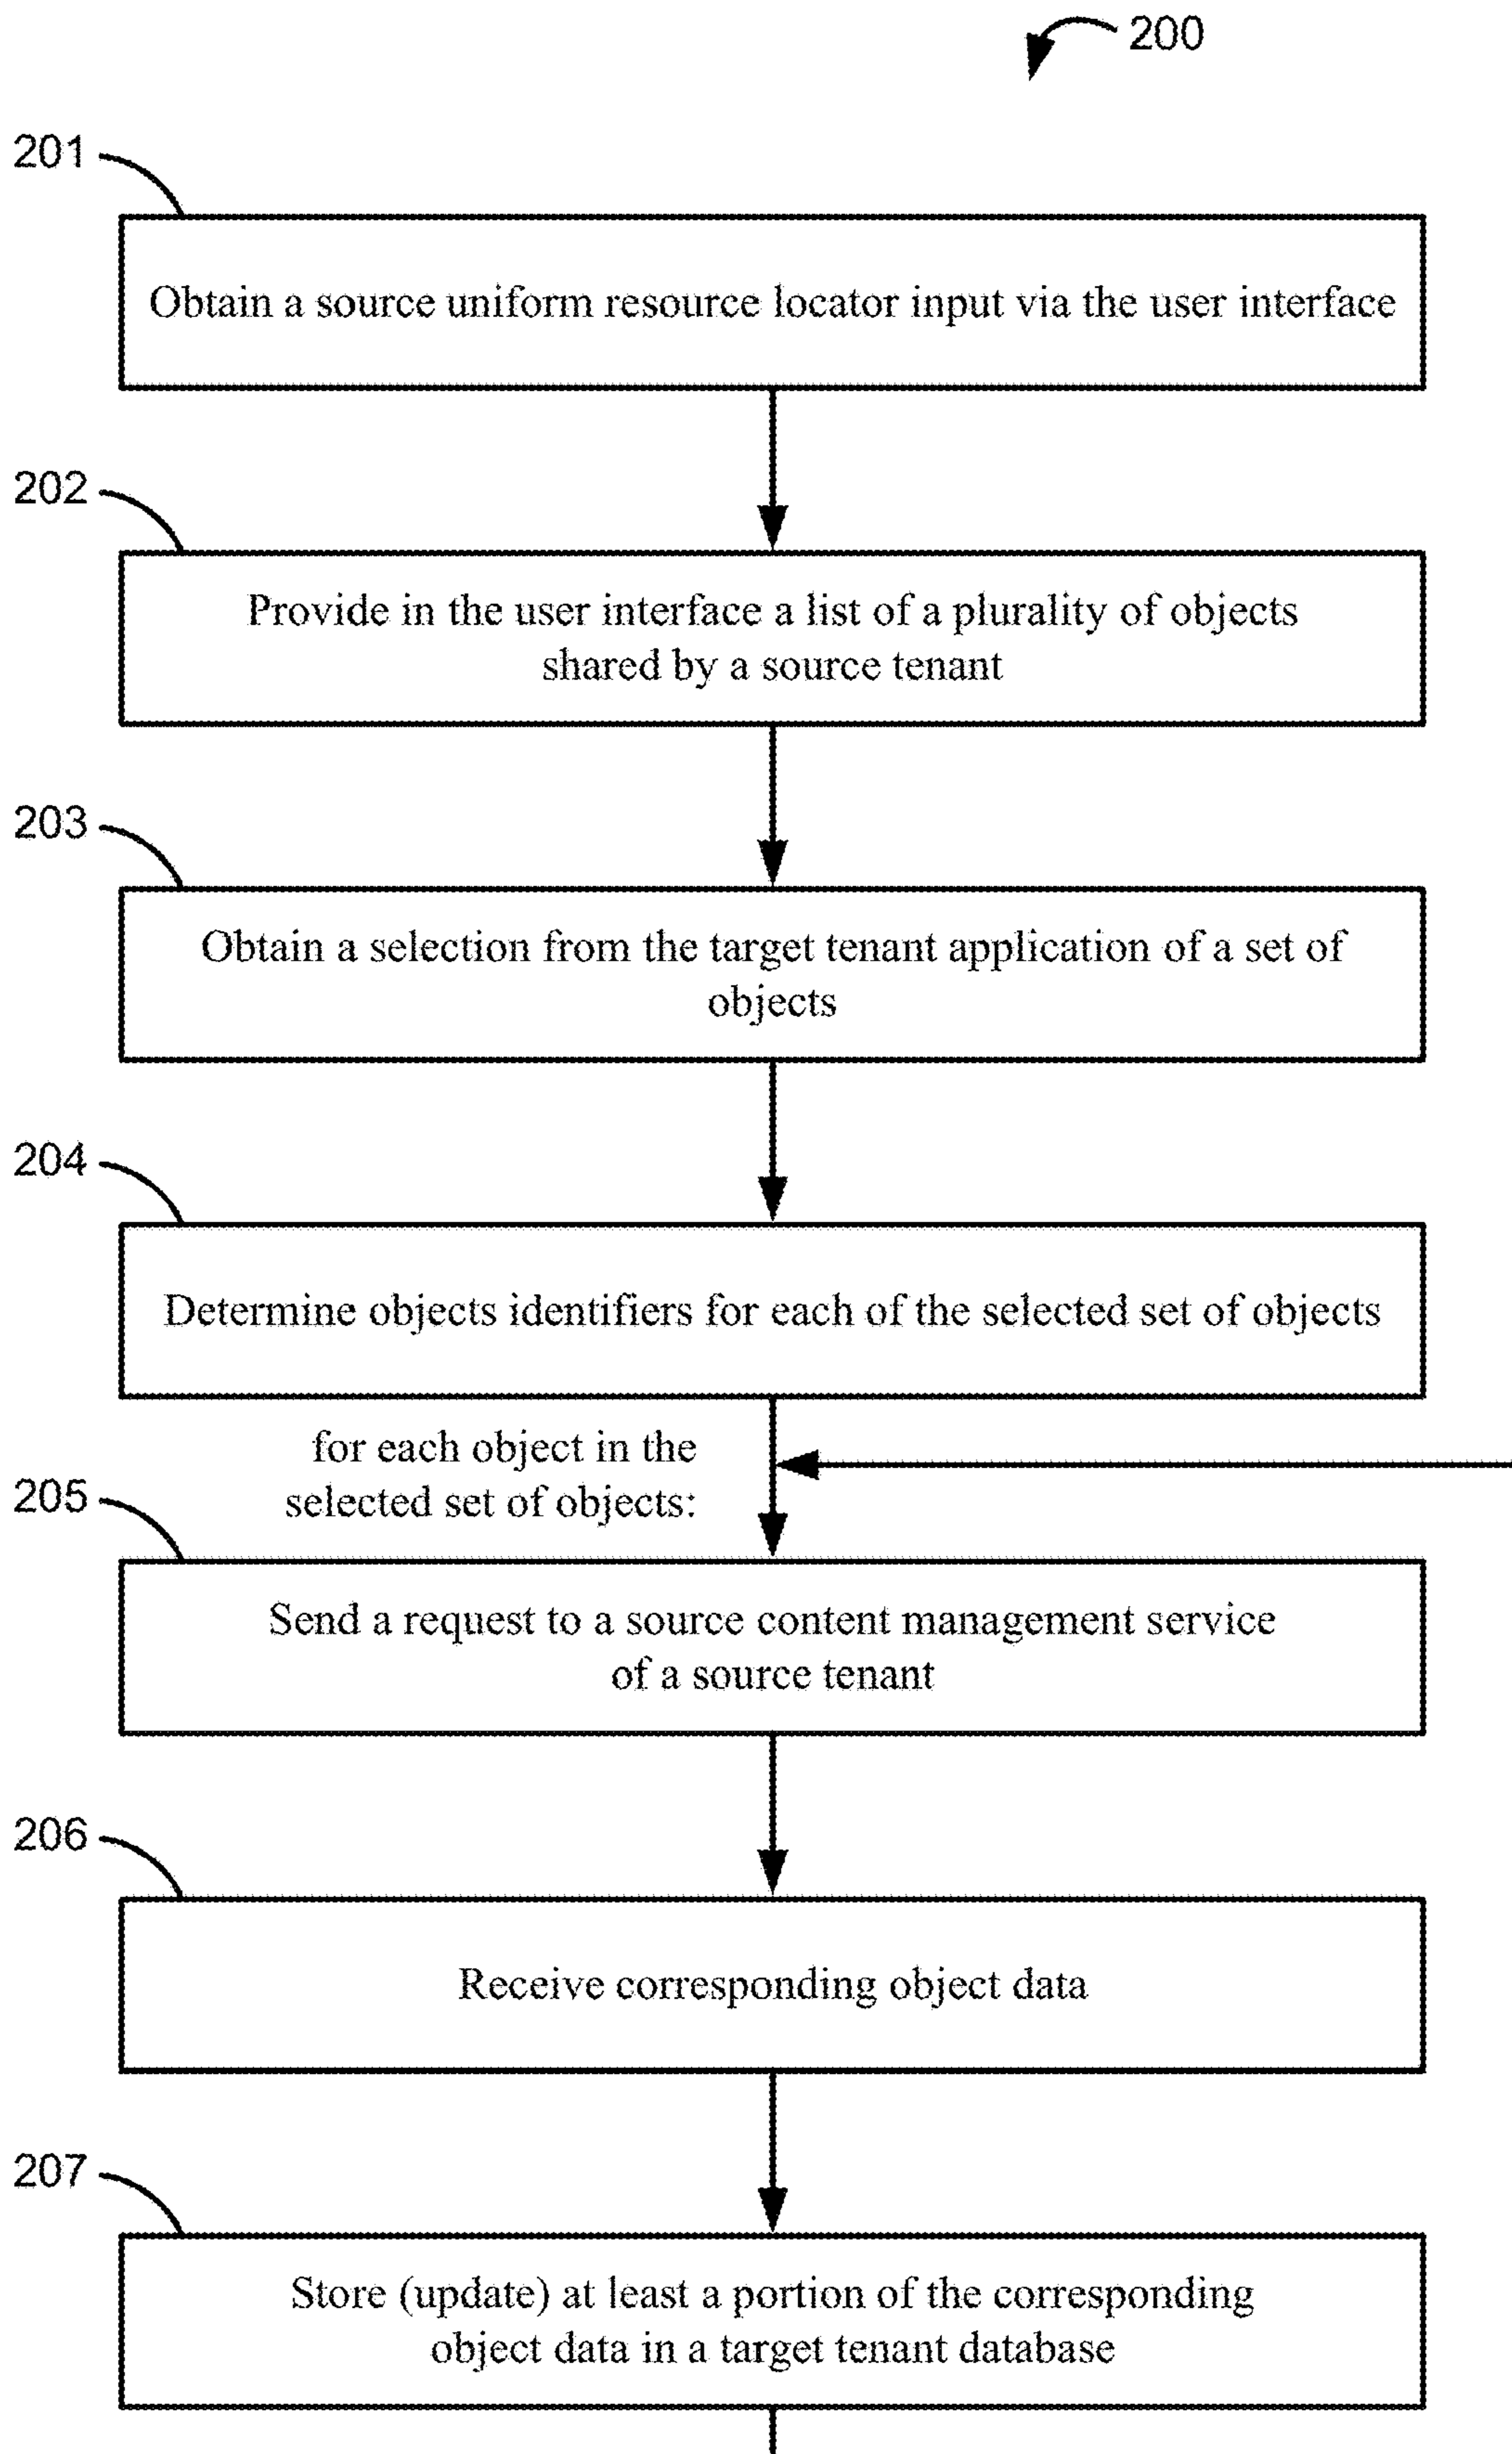 200
201
Obtain a source uniform resource locator input via the user interface
202
Provide in the user interface a list of a plurality of objects
shared by a source tenant
203
Obtain a selection from the target tenant application of a set of
objects
204
Determine objects identifiers for each of the selected set of objects
for each object in the
selected set of objects:
205
Send a request to a source content management service
of a source tenant
206
Receive corresponding object data
207
Store (update) at least a portion of the corresponding
object data in a target tenant database